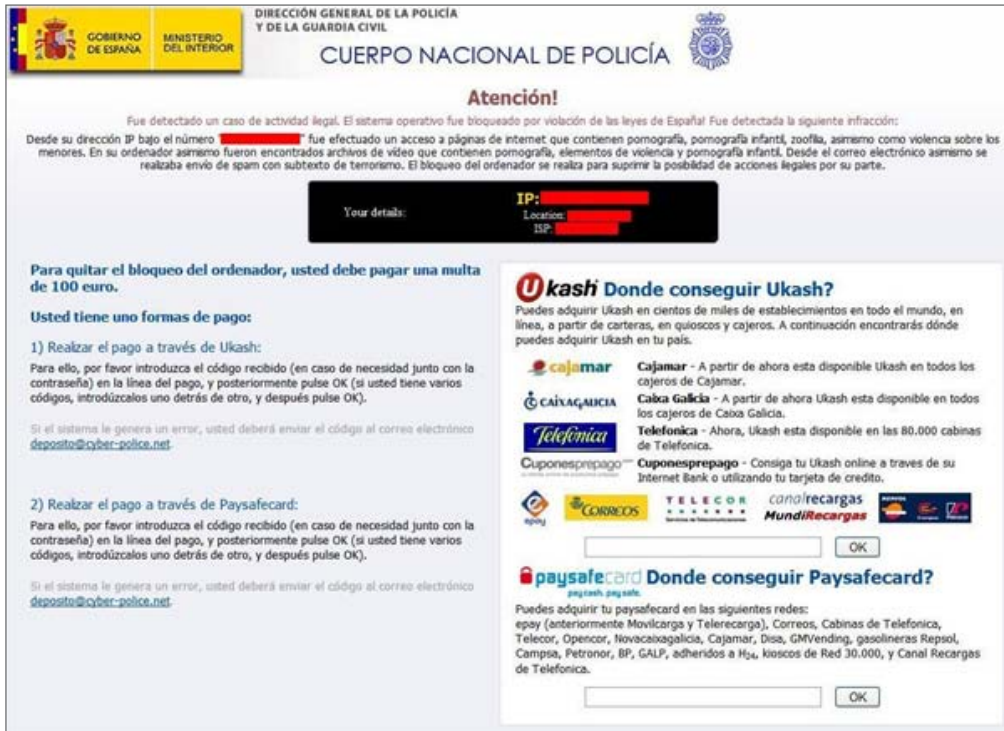 GOBIERNO
DE ESPAÑA
MINISTERIO
DEL INTERIOR
DIRECCIÓN GENERAL DE LA POLICÍA
Y DE LA GUARDIA CIVIL
CUERPO NACIONAL DE POLICÍA
Atención!
Fue detectado un caso de actividad ilegal. El sistema operativo fue bloqueado por violación de las leyes de España! Fue detectada la siguiente infracción:
Desde su dirección IP bajo el número " " fue efectuado un acceso a páginas de internet que contienen pornografía, pornografía infantil, zoofilia, asimismo como violencia sobre los
menores. En su ordenador asimismo fueron encontrados archivos de vídeo que contienen pornografía, elementos de violencia y pornografía infantil. Desde el correo electrónico asimismo se
realizaba envío de spam con subtexto de terrorismo. El bloqueo del ordenador se realiza para suprimir la posibilidad de acciones ilegales por su parte.
Your details:
IP:
Location:
ISP:
Para quitar el bloqueo del ordenador, usted debe pagar una multa
de 100 euro.
Usted tiene uno formas de pago:
1) Realzar el pago a través de Ukash:
Para ello, por favor introduzca el código recibido (en caso de necesidad junto con la
contraseña) en la línea del pago, y posteriormente pulse OK (si usted tiene varios
códigos, introdúzcalos uno detrás de otro, y después pulse OK).
Si el sistema le genera un error, usted deberá enviar el código al correo electrónico
deposito@cyber-police.net.
2) Realzar el pago a través de Paysafecard:
Para ello, por favor introduzca el código recibido (en caso de necesidad junto con la
contraseña) en la línea del pago, y posteriormente pulse OK (si usted tiene varios
códigos, introdúzcalos uno detrás de otro, y después pulse OK).
Si el sistema le genera un error, usted deberá enviar el código al correo electrónico
deposito@cyber-police.net.
Ukash Donde conseguir Ukash?
Puedes adquirir Ukash en cientos de miles de establecimientos en todo el mundo, en
línea, a partir de carteras, en quioscos y cajeros. A continuación encontrarás dónde
puedes adquirir Ukash en tu país.
cajamar
Cajamar - A partir de ahora esta disponible Ukash en todos los
cajeros de Cajamar.
CAIXAGALICIA
Caixa Galicia - A partir de ahora Ukash esta disponible en todos
los cajeros de Caixa Galicia.
Telefónica
Telefonica - Ahora, Ukash esta disponible en las 80.000 cabinas
de Telefonica.
Cuponesprepago
Cuponesprepago - Consiga tu Ukash online a traves de su
Internet Bank o utilizando tu tarjeta de credito.
epay
CORREOS
TELECOR
Servicios de Telecomunicaciones
canalrecargas
MundiRecargas
REPSOL
Campsa
Petronor
OK
paysafecard Donde conseguir Paysafecard?
pay cash. pay safe.
Puedes adquirir tu paysafecard en las siguientes redes:
epay (anteriormente Movilcarga y Telerecarga), Correos, Cabinas de Telefonica,
Telecor, Opencor, Novacaixagalicia, Cajamar, Disa, GMVending, gasolineras Repsol,
Campsa, Petronor, BP, GALP, adheridos a H24, kioscos de Red 30.000, y Canal Recargas
de Telefonica.
OK